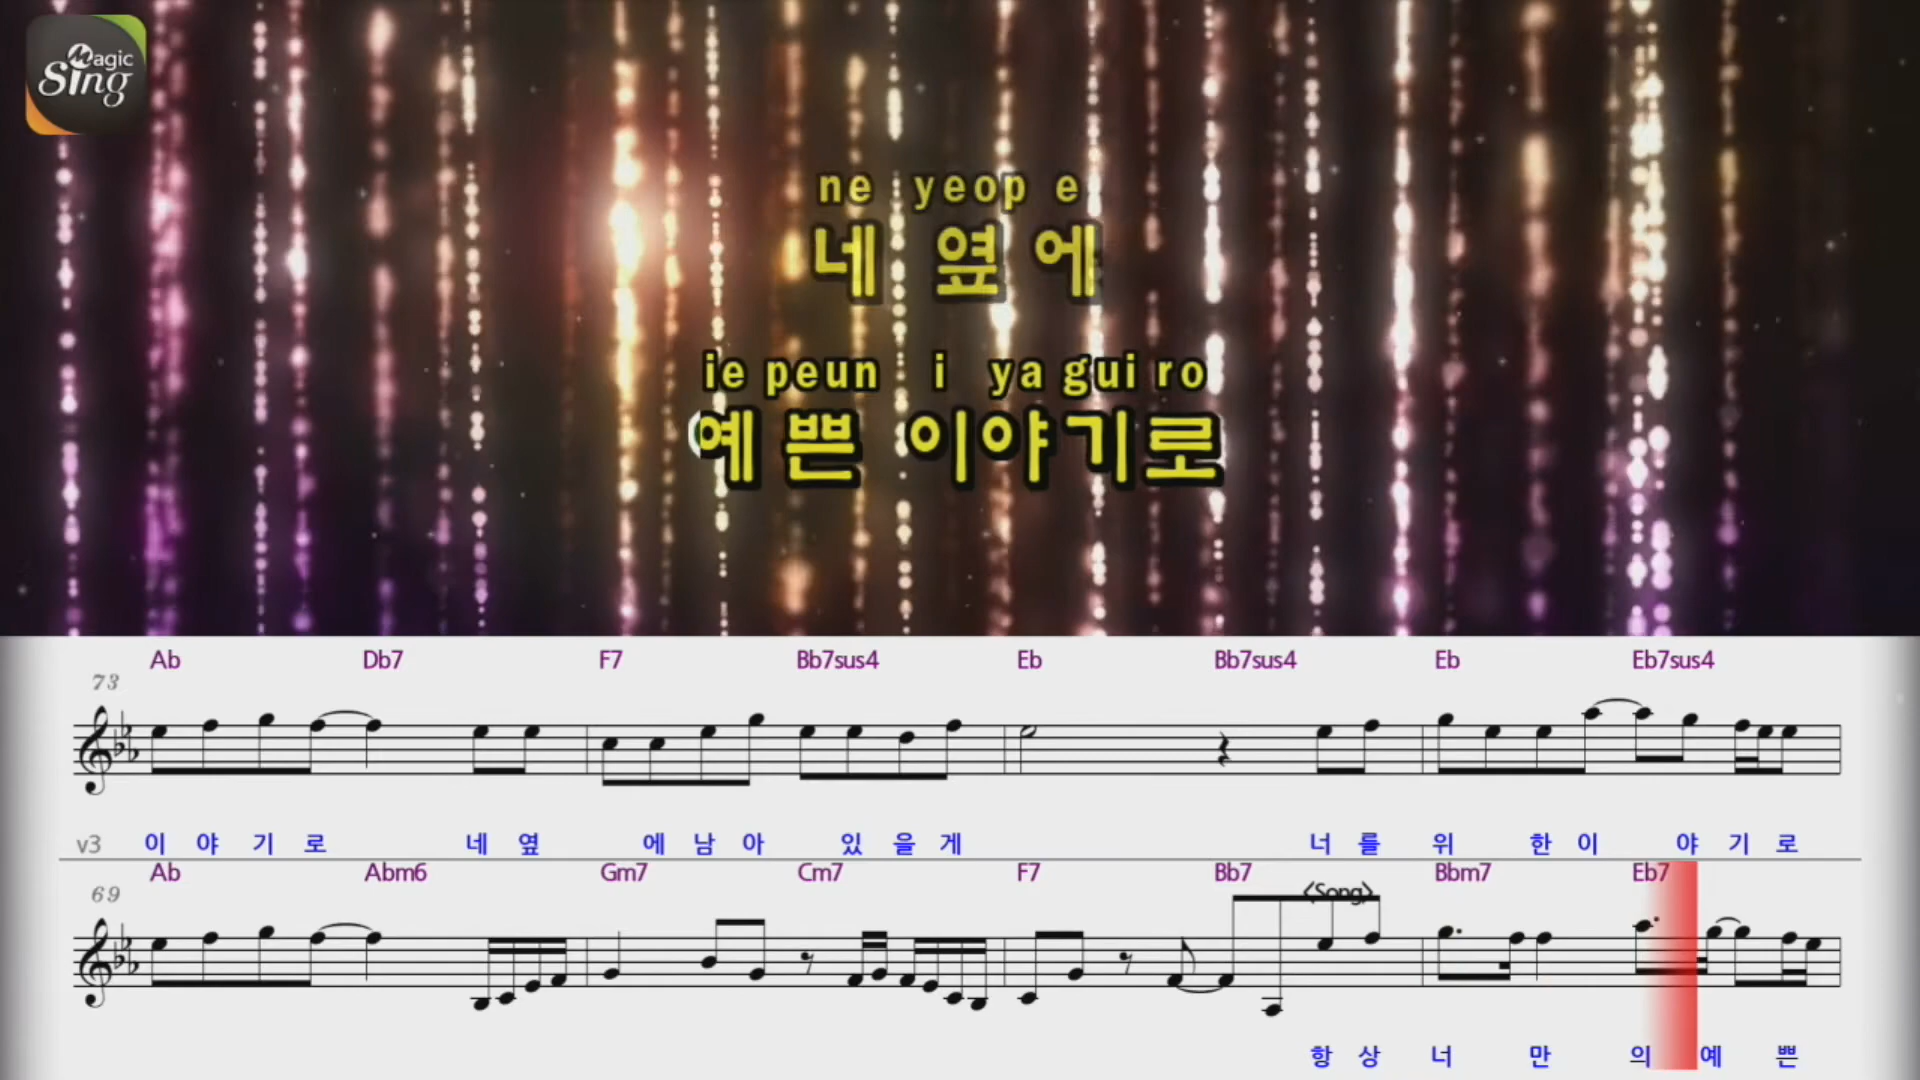 Magic
Sing
ne yeop e
네 옆에
ie peun i ya gui ro
예쁜 이야기로
Ab Db7 F7 Bb7sus4 Eb Bb7sus4 Eb Eb7sus4
73
v3 이 야 기 로 네 옆 에 남 아 있 을 게 너 를 위 한 이 야 기 로
Ab Abm6 Gm7 Cm7 F7 Bb7 Bbm7 Eb7
69 <Song>
항 상 너 만 의 예 쁜